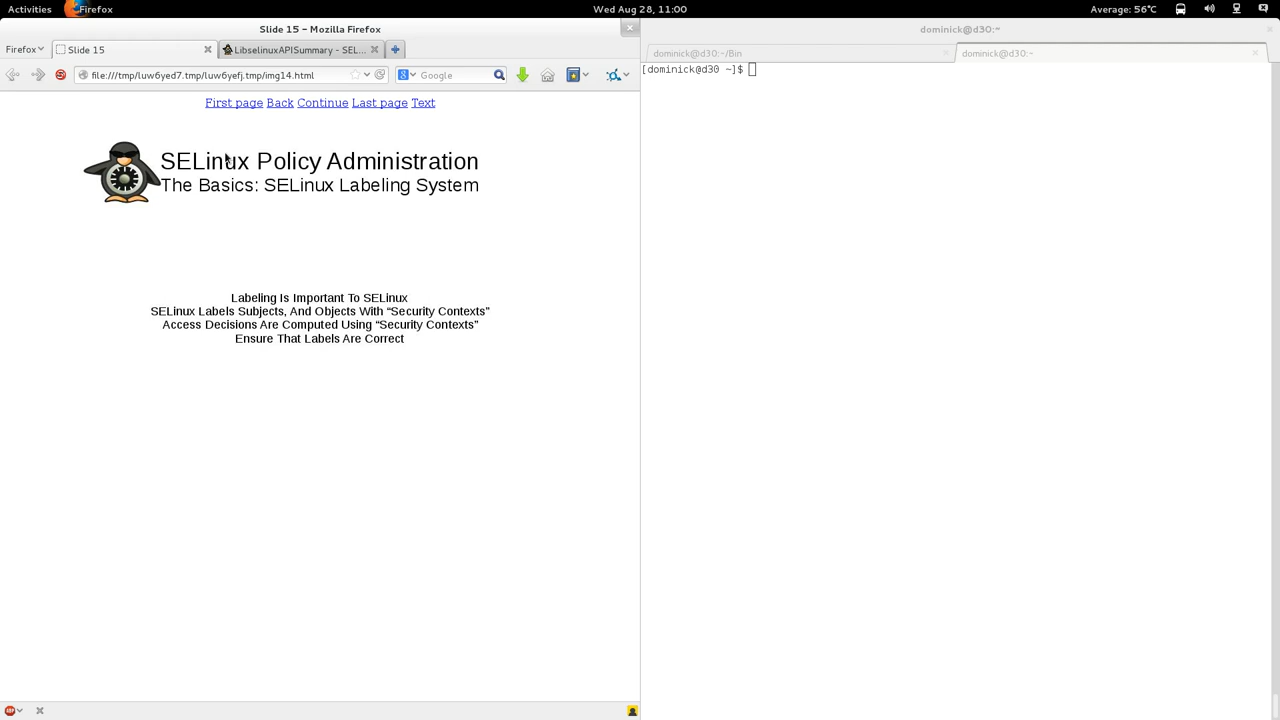 Activities Firefox Wed Aug 28, 11:00 Average: 56°C
Slide 15 - Mozilla Firefox
Firefox Slide 15 LibselinuxAPISummary - SEL...
file:///tmp/luw6yed7.tmp/luw6yefj.tmp/img14.html Google
First page Back Continue Last page Text
SELinux Policy Administration
The Basics: SELinux Labeling System
Labeling Is Important To SELinux
SELinux Labels Subjects, And Objects With “Security Contexts”
Access Decisions Are Computed Using “Security Contexts”
Ensure That Labels Are Correct
dominick@d30:~
dominick@d30:~/Bin dominick@d30:~
[dominick@d30 ~]$